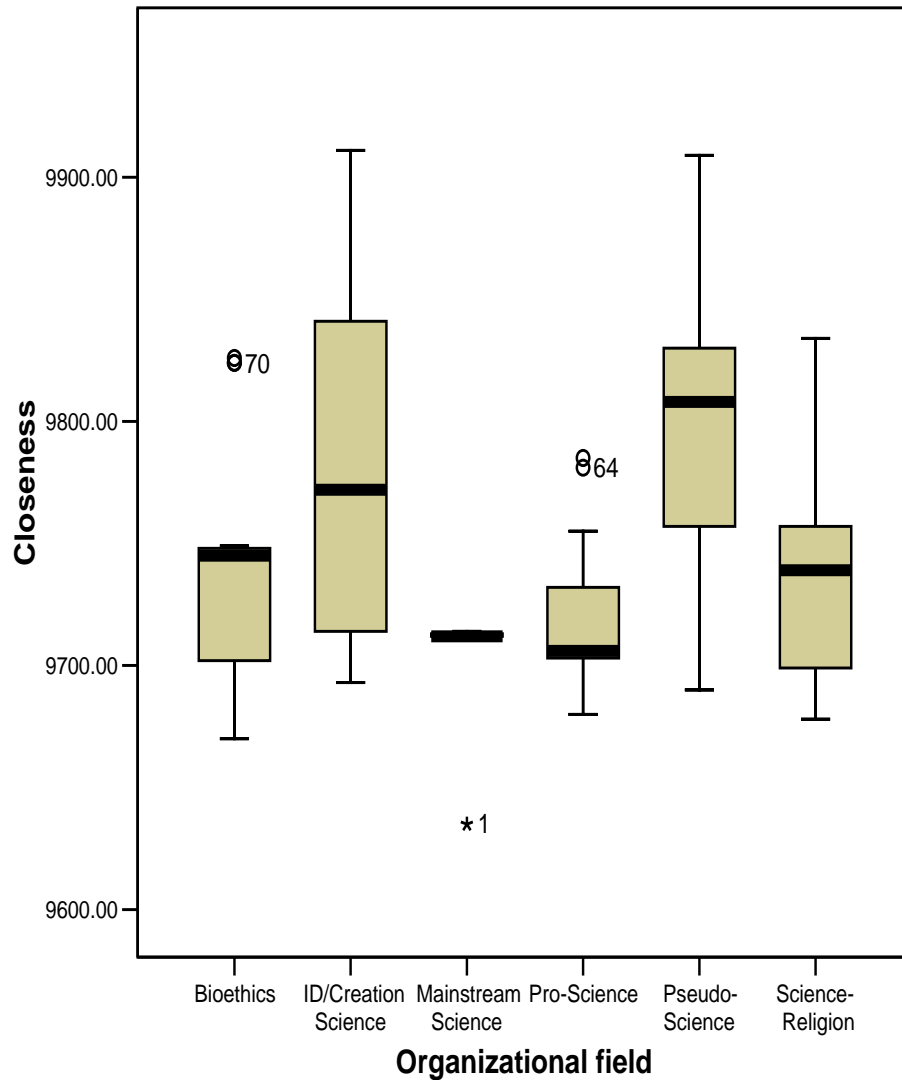 9900.00
9800.00
9700.00
9600.00
Closeness
70
64
1
Bioethics
ID/Creation
Science
Mainstream
Science
Pro-Science
Pseudo-
Science
Science-
Religion
Organizational field